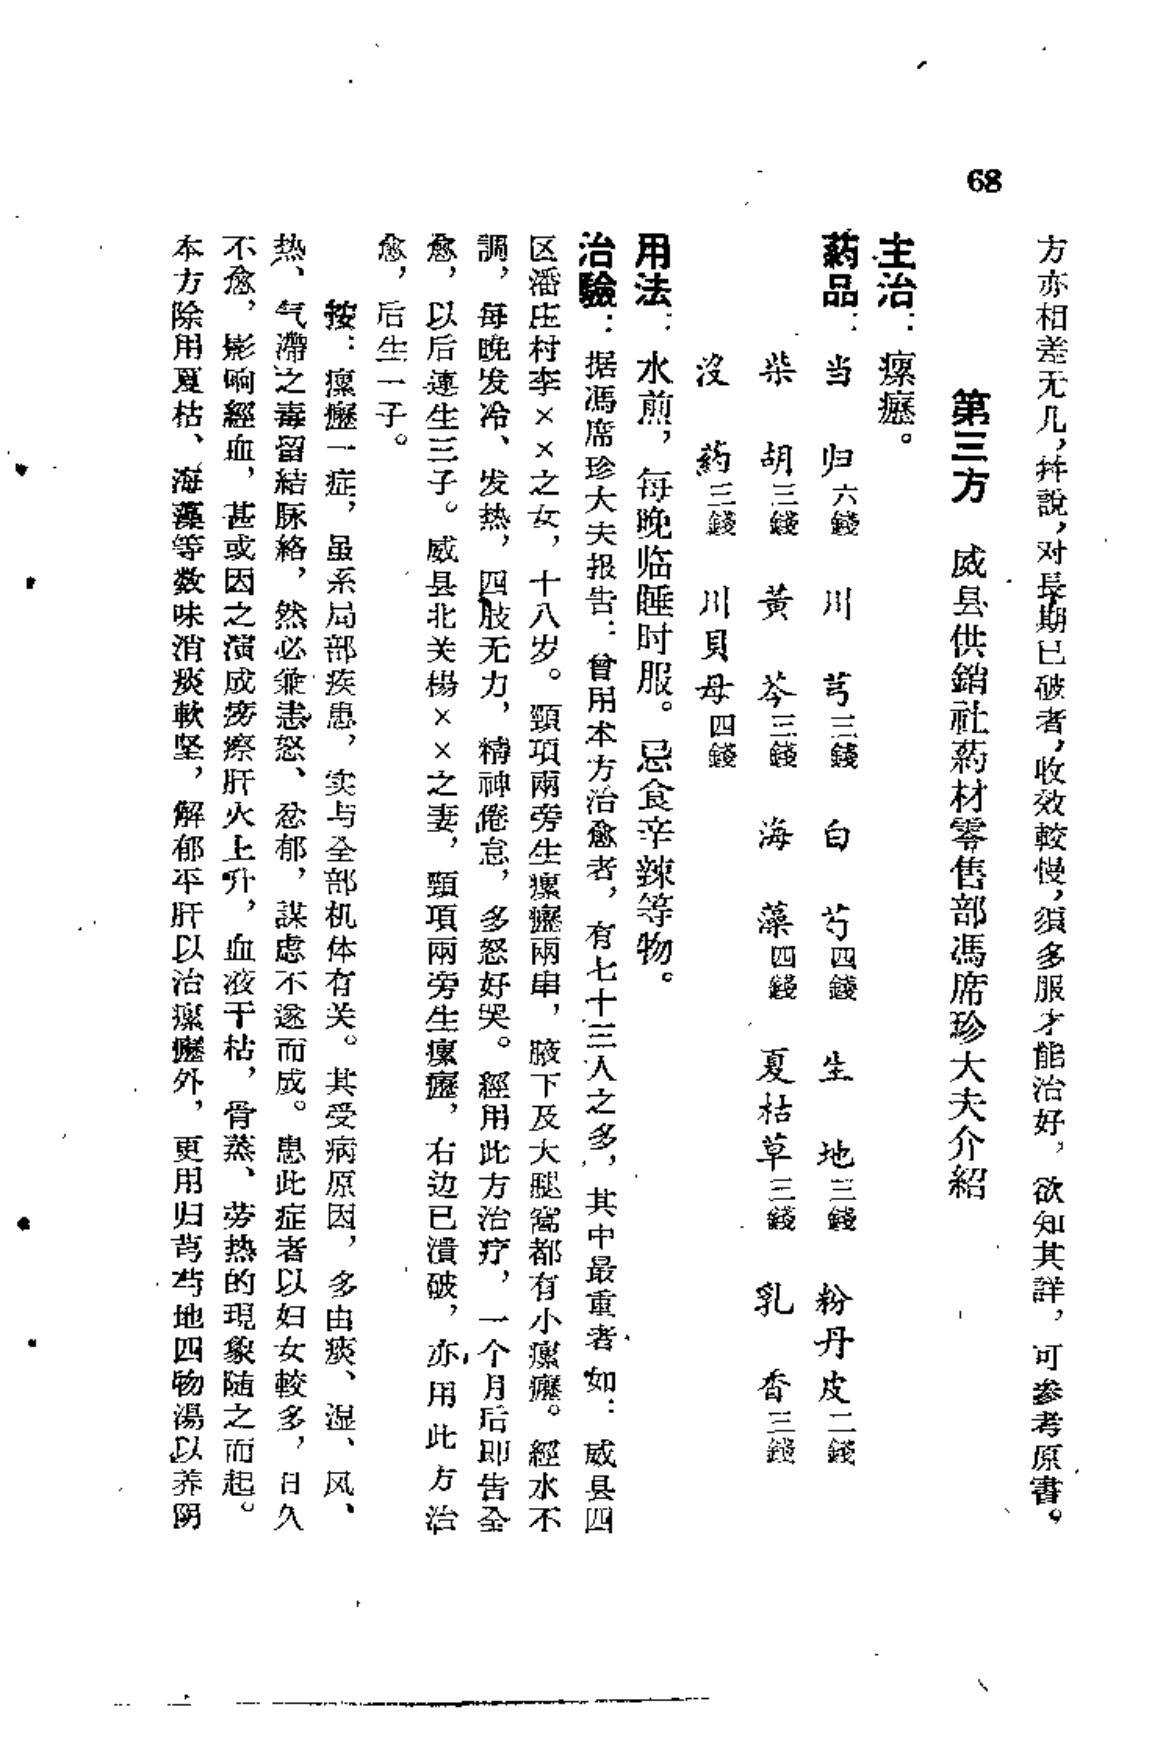 68
方亦相差无几，并說，对長期已破者，收效較慢，須多服才能治好，欲知其詳，可参考原書。
第三方　威县供銷社葯材零售部馮席珍大夫介紹
主治：瘰癧。
葯品：当　归六錢　川　芎三錢　白　芍四錢　生　地三錢　粉丹皮二錢
柴　胡三錢　黃　芩三錢　海　藻四錢　夏枯草三錢　乳　香三錢
沒　葯三錢　川貝母四錢
用法：水煎，每晚临睡时服。忌食辛辣等物。
治驗：据馮席珍大夫报告：曾用本方治愈者，有七十三人之多，其中最重者如：威县四
区潘庄村李××之女，十八岁。頸項兩旁生瘰癧兩串，腋下及大腿窩都有小瘰癧。經水不
調，每晚发冷、发热，四肢无力，精神倦怠，多怒好哭。經用此方治疗，一个月后即告全
愈，以后連生三子。威县北关楊××之妻，頸項兩旁生瘰癧，右边已潰破，亦用此方治
愈，后生一子。
按：瘰癧一症，虽系局部疾患，实与全部机体有关。其受病原因，多由痰、湿、风、
热、气滯之毒留結脉絡，然必兼恚怒、忿郁，謀虑不遂而成。患此症者以妇女較多，日久
不愈，影响經血，甚或因之演成痨瘵肝火上升，血液干枯，骨蒸、劳热的現象随之而起。
本方除用夏枯、海藻等数味消痰軟坚，解郁平肝以治瘰癧外，更用归芎芍地四物湯以养阴